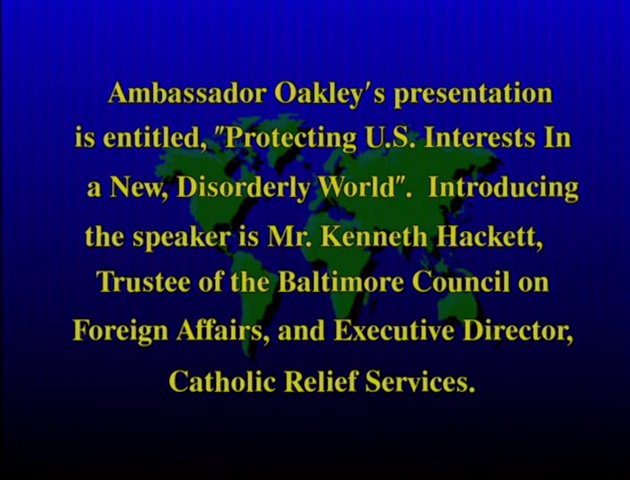 Ambassador Oakley's presentation
is entitled, "Protecting U.S. Interests In
a New, Disorderly World". Introducing
the speaker is Mr. Kenneth Hackett,
Trustee of the Baltimore Council on
Foreign Affairs, and Executive Director,
Catholic Relief Services.